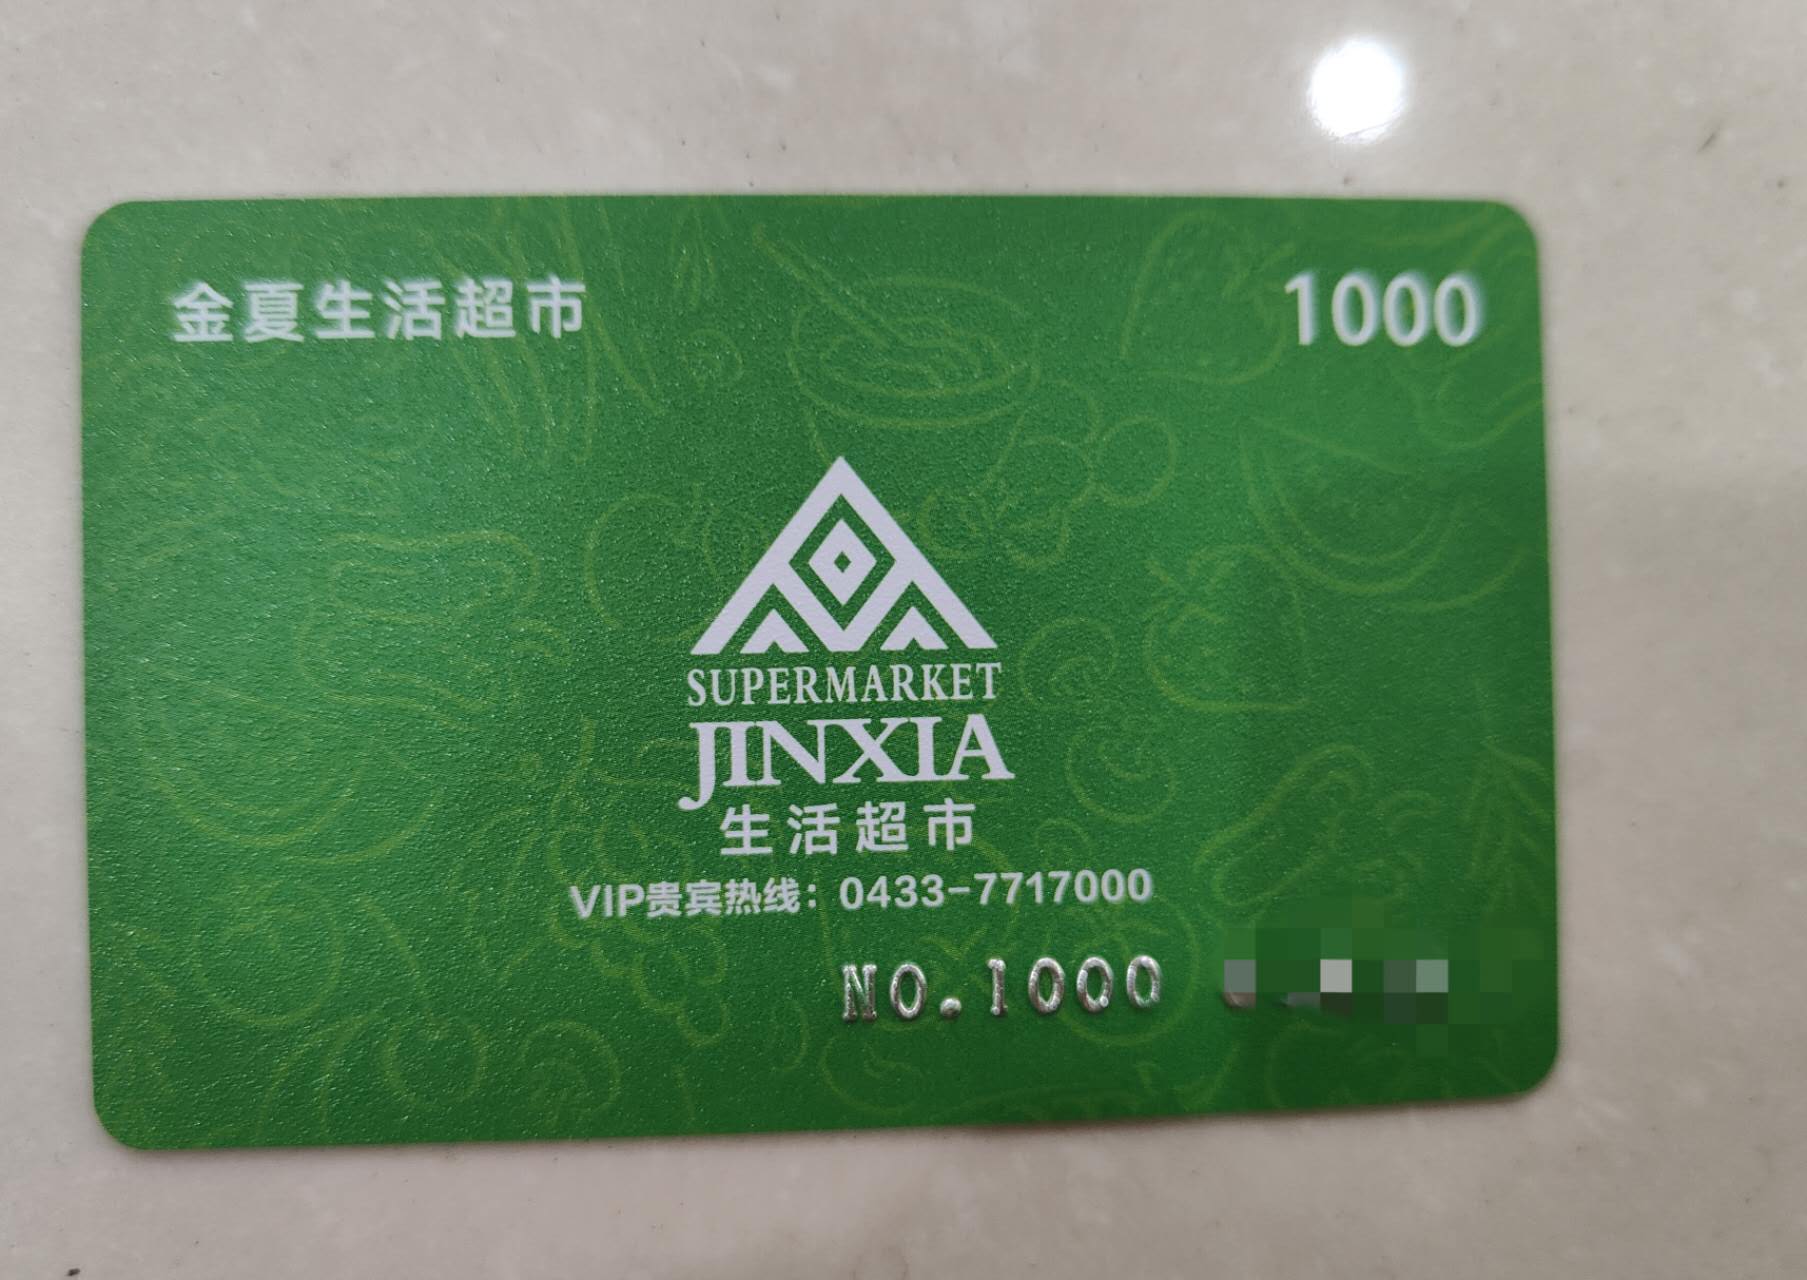 金夏生活超市 1000
SUPERMARKET
JINXIA
生活超市
VIP贵宾热线：0433-7717000
NO.1000